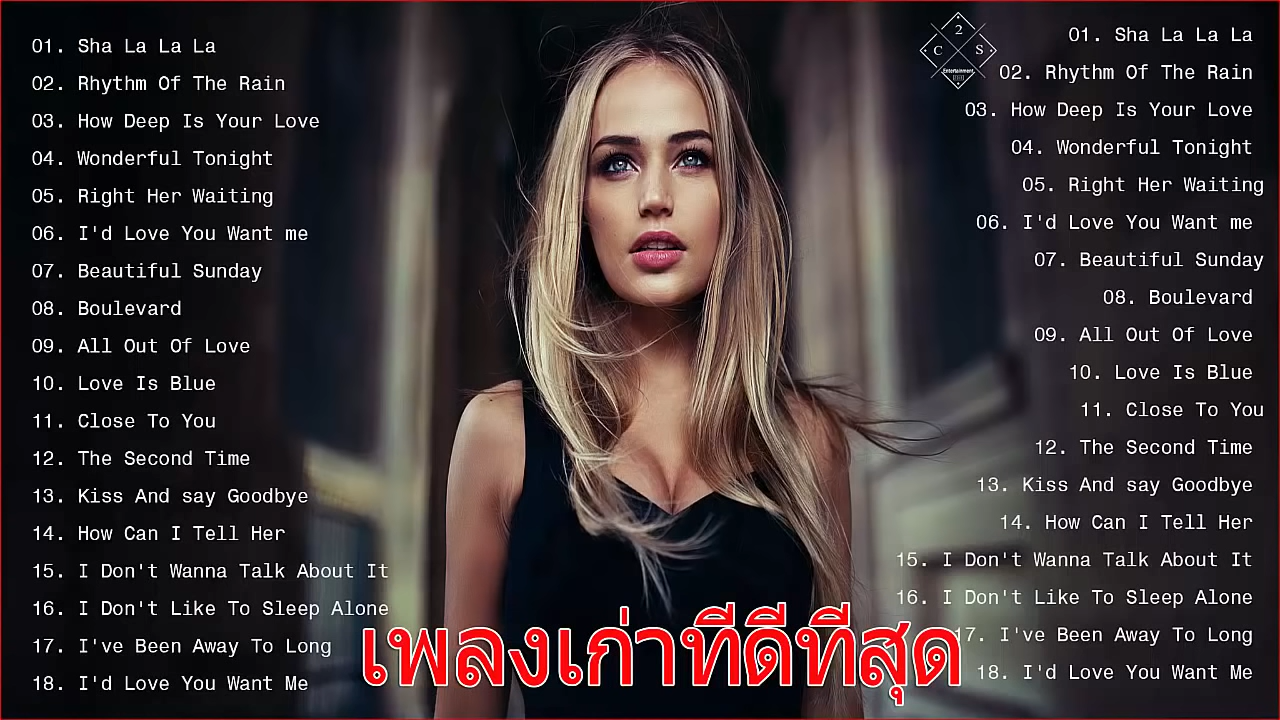 01. Sha La La La
02. Rhythm Of The Rain
03. How Deep Is Your Love
04. Wonderful Tonight
05. Right Her Waiting
06. I'd Love You Want me
07. Beautiful Sunday
08. Boulevard
09. All Out Of Love
10. Love Is Blue
11. Close To You
12. The Second Time
13. Kiss And say Goodbye
14. How Can I Tell Her
15. I Don't Wanna Talk About It
16. I Don't Like To Sleep Alone
17. I've Been Away To Long
18. I'd Love You Want Me
2
C S
Entertainment
01. Sha La La La
02. Rhythm Of The Rain
03. How Deep Is Your Love
04. Wonderful Tonight
05. Right Her Waiting
06. I'd Love You Want me
07. Beautiful Sunday
08. Boulevard
09. All Out Of Love
10. Love Is Blue
11. Close To You
12. The Second Time
13. Kiss And say Goodbye
14. How Can I Tell Her
15. I Don't Wanna Talk About It
16. I Don't Like To Sleep Alone
17. I've Been Away To Long
18. I'd Love You Want Me
เพลงเก่าทีดีทีสุด